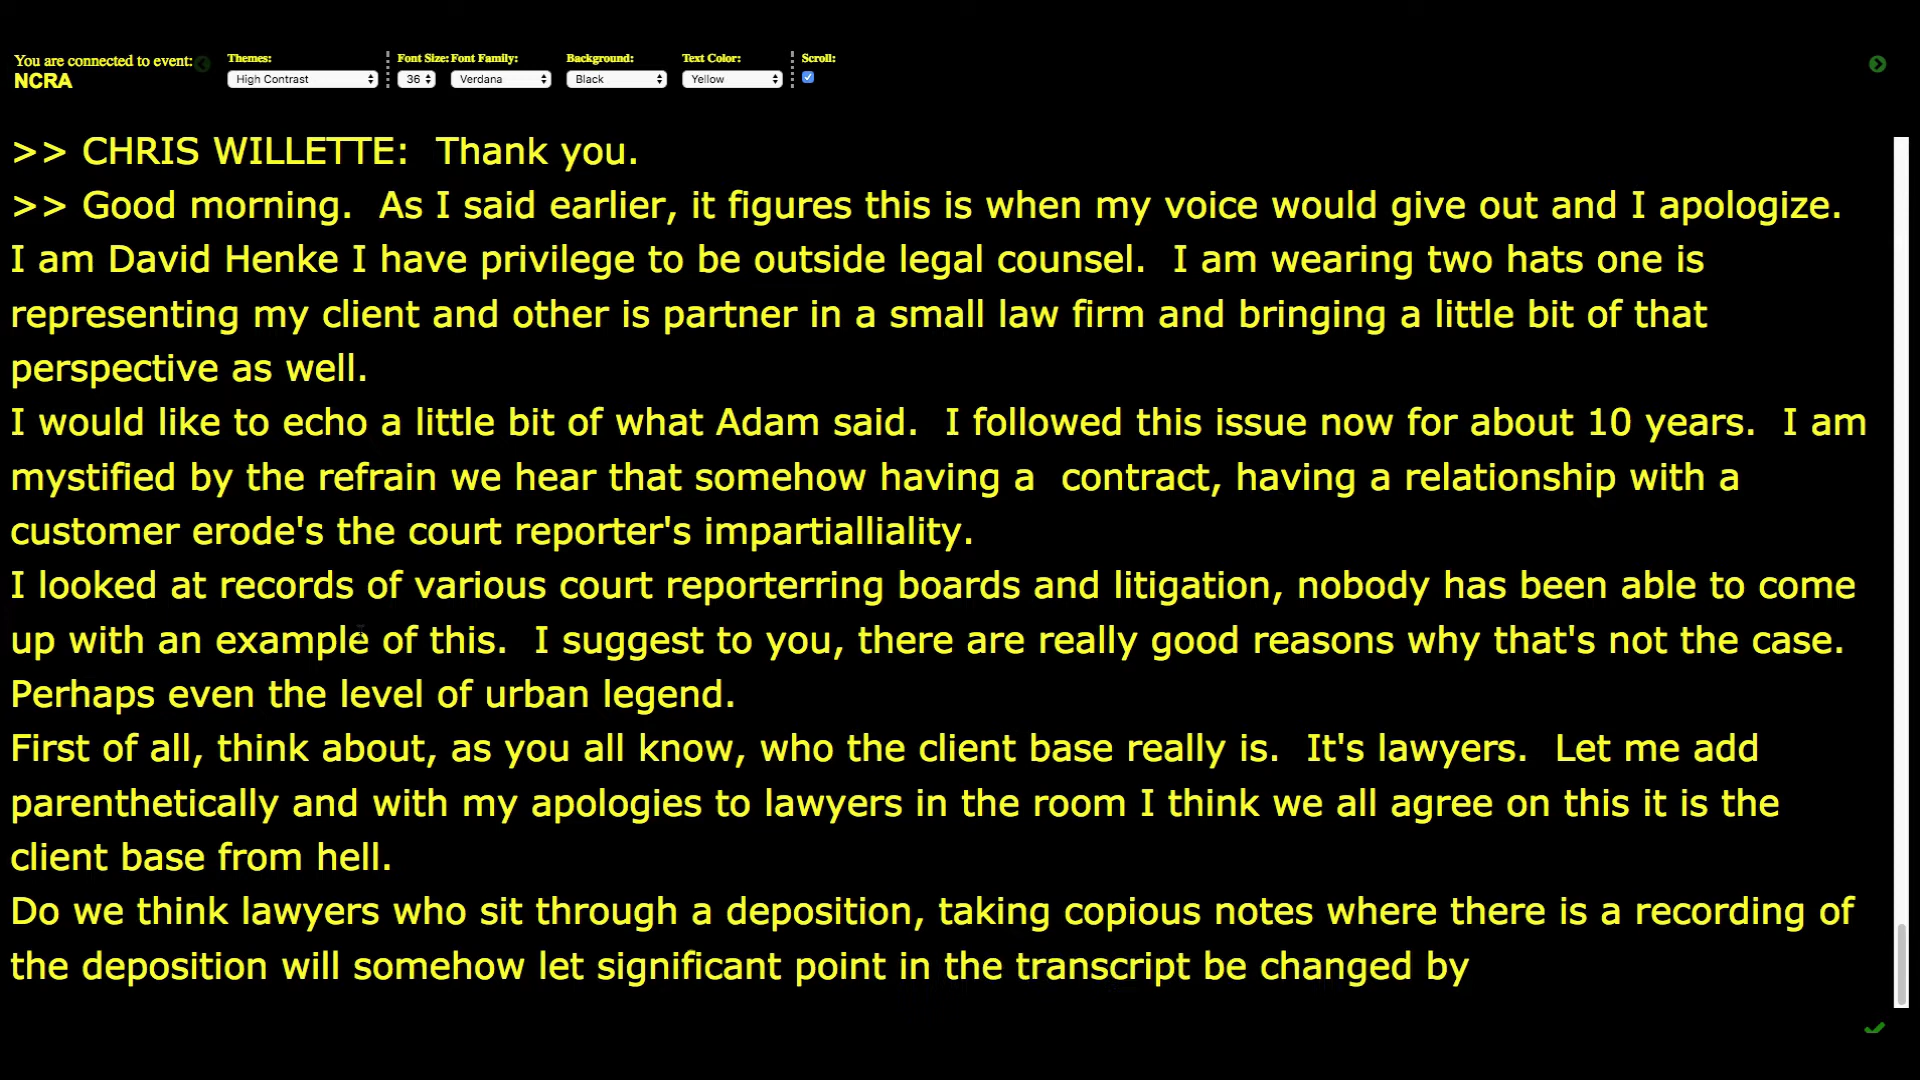 You are connected to event:
NCRA
Themes:
High Contrast
Font Size:
36
Font Family:
Verdana
Background:
Black
Text Color:
Yellow
Scroll:
>> CHRIS WILLETTE:  Thank you.
>> Good morning.  As I said earlier, it figures this is when my voice would give out and I apologize.
I am David Henke I have privilege to be outside legal counsel.  I am wearing two hats one is
representing my client and other is partner in a small law firm and bringing a little bit of that
perspective as well.
I would like to echo a little bit of what Adam said.  I followed this issue now for about 10 years.  I am
mystified by the refrain we hear that somehow having a  contract, having a relationship with a
customer erode's the court reporter's impartialliality.
I looked at records of various court reporterring boards and litigation, nobody has been able to come
up with an example of this.  I suggest to you, there are really good reasons why that's not the case.
Perhaps even the level of urban legend.
First of all, think about, as you all know, who the client base really is.  It's lawyers.  Let me add
parenthetically and with my apologies to lawyers in the room I think we all agree on this it is the
client base from hell.
Do we think lawyers who sit through a deposition, taking copious notes where there is a recording of
the deposition will somehow let significant point in the transcript be changed by